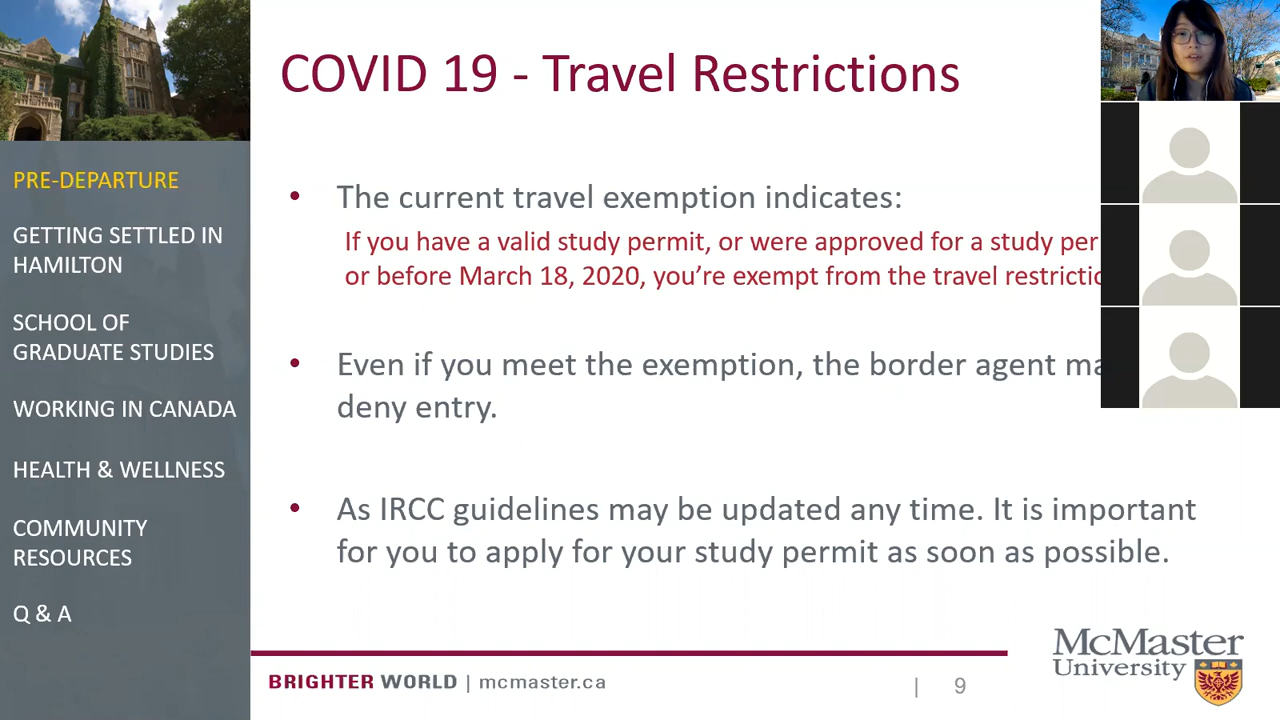 COVID 19 - Travel Restrictions
PRE-DEPARTURE
GETTING SETTLED IN
HAMILTON
SCHOOL OF
GRADUATE STUDIES
WORKING IN CANADA
HEALTH & WELLNESS
COMMUNITY
RESOURCES
Q & A
• The current travel exemption indicates:
If you have a valid study permit, or were approved for a study per
or before March 18, 2020, you’re exempt from the travel restrictio
• Even if you meet the exemption, the border agent ma
deny entry.
• As IRCC guidelines may be updated any time. It is important
for you to apply for your study permit as soon as possible.
BRIGHTER WORLD | mcmaster.ca
| 9
McMaster
University